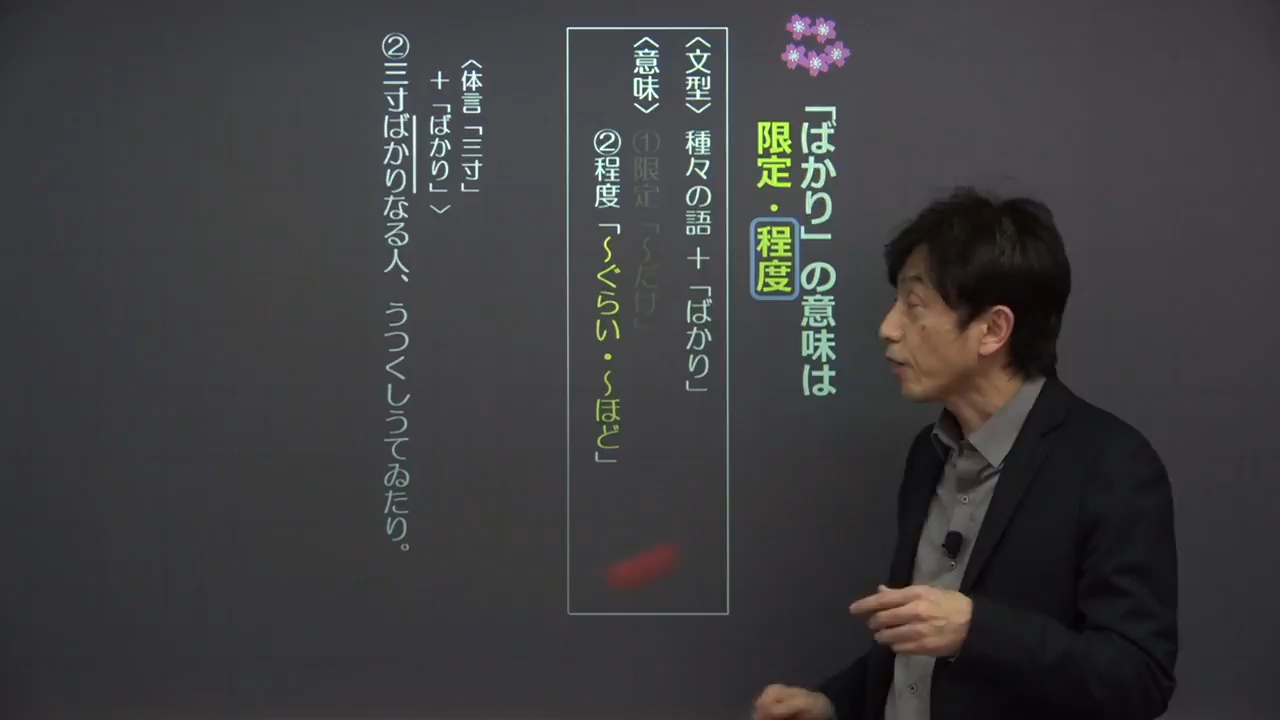 「ばかり」の意味は
限定・程度
〈文型〉 種々の語 + 「ばかり」
〈意味〉 ①限定「～だけ」
②程度「～ぐらい・～ほど」
〈体言「三寸」
+「ばかり」〉
②三寸ばかりなる人、うつくしうてゐたり。